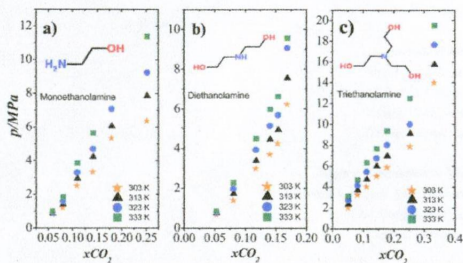 a)
OH
H₂N
Monoethanolamine
p/MPa
12
10
8
6
4
2
0
303 K
313 K
323 K
333 K
0.05 0.10 0.15 0.20 0.25
xCO₂
b)
OH
NH
HO
Diethanolamine
10
8
6
4
2
0
303 K
313 K
323 K
333 K
0.00 0.05 0.10 0.15
xCO₂
c)
OH
N
HO
OH
Triethanolamine
20
18
16
14
12
10
8
6
4
2
0
303 K
313 K
323 K
333 K
0.0 0.1 0.2 0.3 0.4
xCO₂